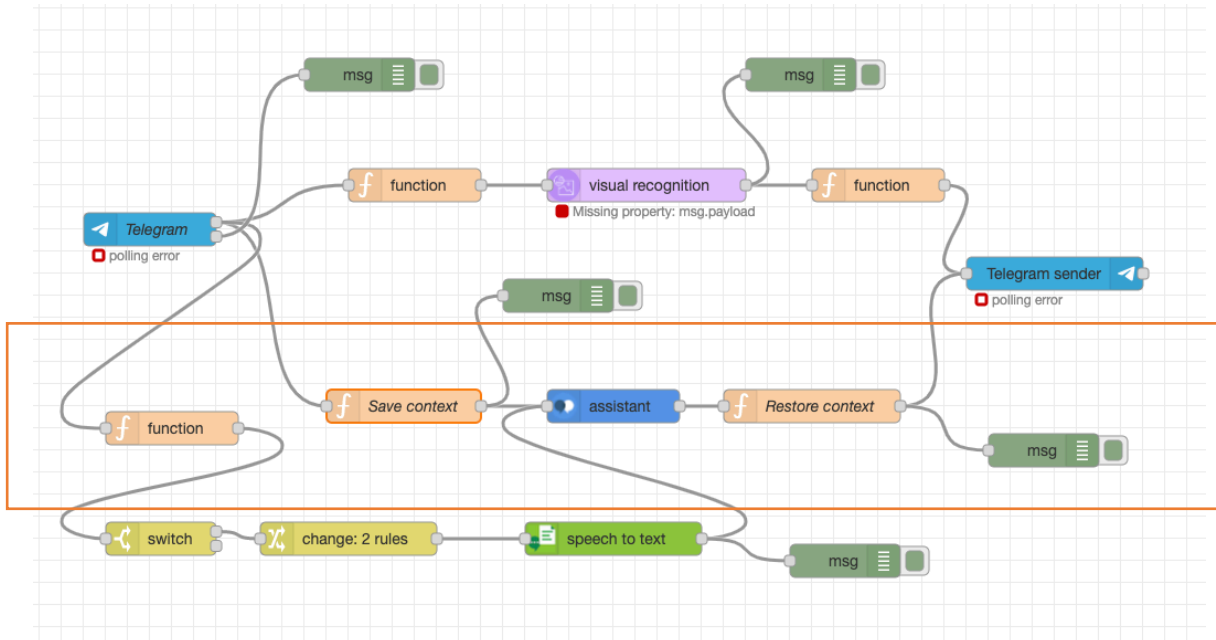 msg
msg
function
visual recognition
function
Missing property: msg.payload
Telegram
polling error
Telegram sender
polling error
msg
Save context
assistant
Restore context
function
msg
switch
change: 2 rules
speech to text
msg